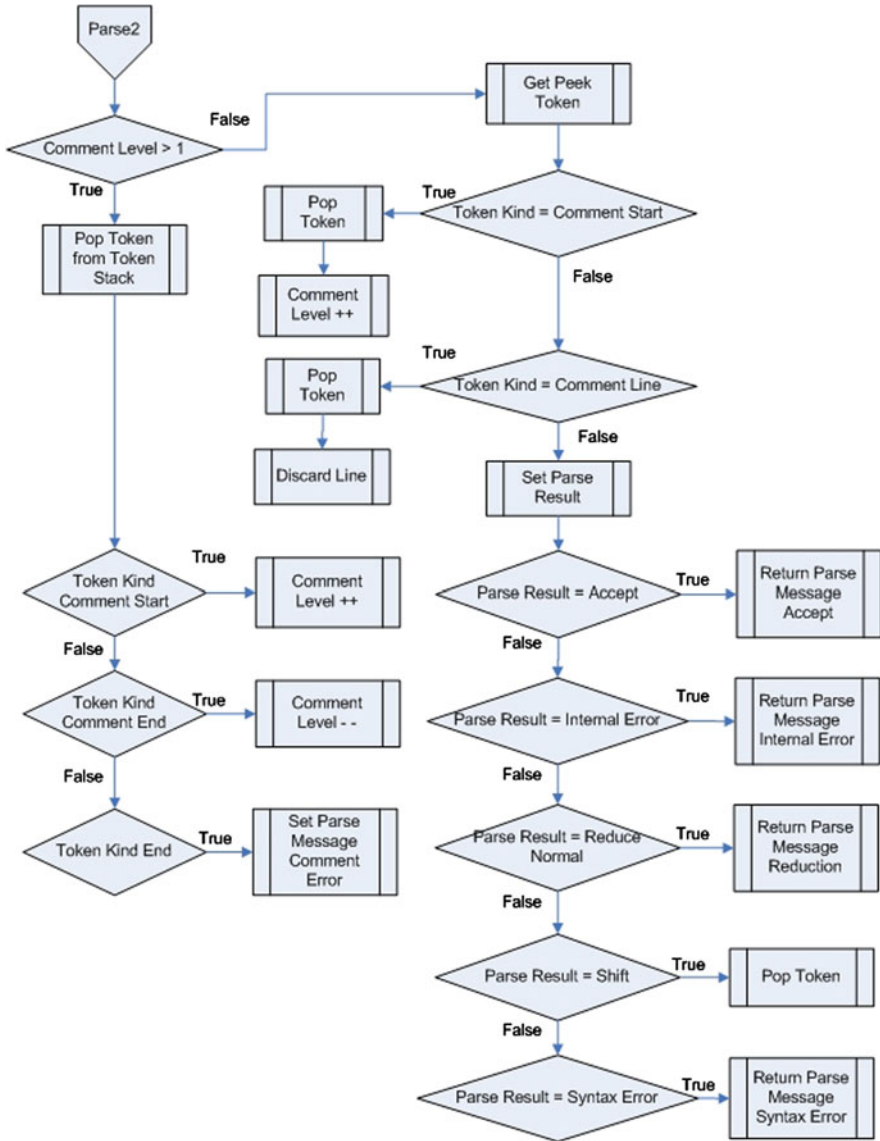 Parse2
Comment Level > 1
False
True
Pop Token
from Token
Stack
Get Peek
Token
Token Kind = Comment Start
True
Pop
Token
Comment
Level ++
False
Token Kind = Comment Line
True
Pop
Token
Discard Line
False
Set Parse
Result
Token Kind
Comment Start
True
Comment
Level ++
False
Token Kind
Comment End
True
Comment
Level - -
False
Token Kind End
True
Set Parse
Message
Comment
Error
Parse Result = Accept
True
Return Parse
Message
Accept
False
Parse Result = Internal Error
True
Return Parse
Message
Internal Error
False
Parse Result = Reduce
Normal
True
Return Parse
Message
Reduction
False
Parse Result = Shift
True
Pop Token
False
Parse Result = Syntax Error
True
Return Parse
Message
Syntax Error